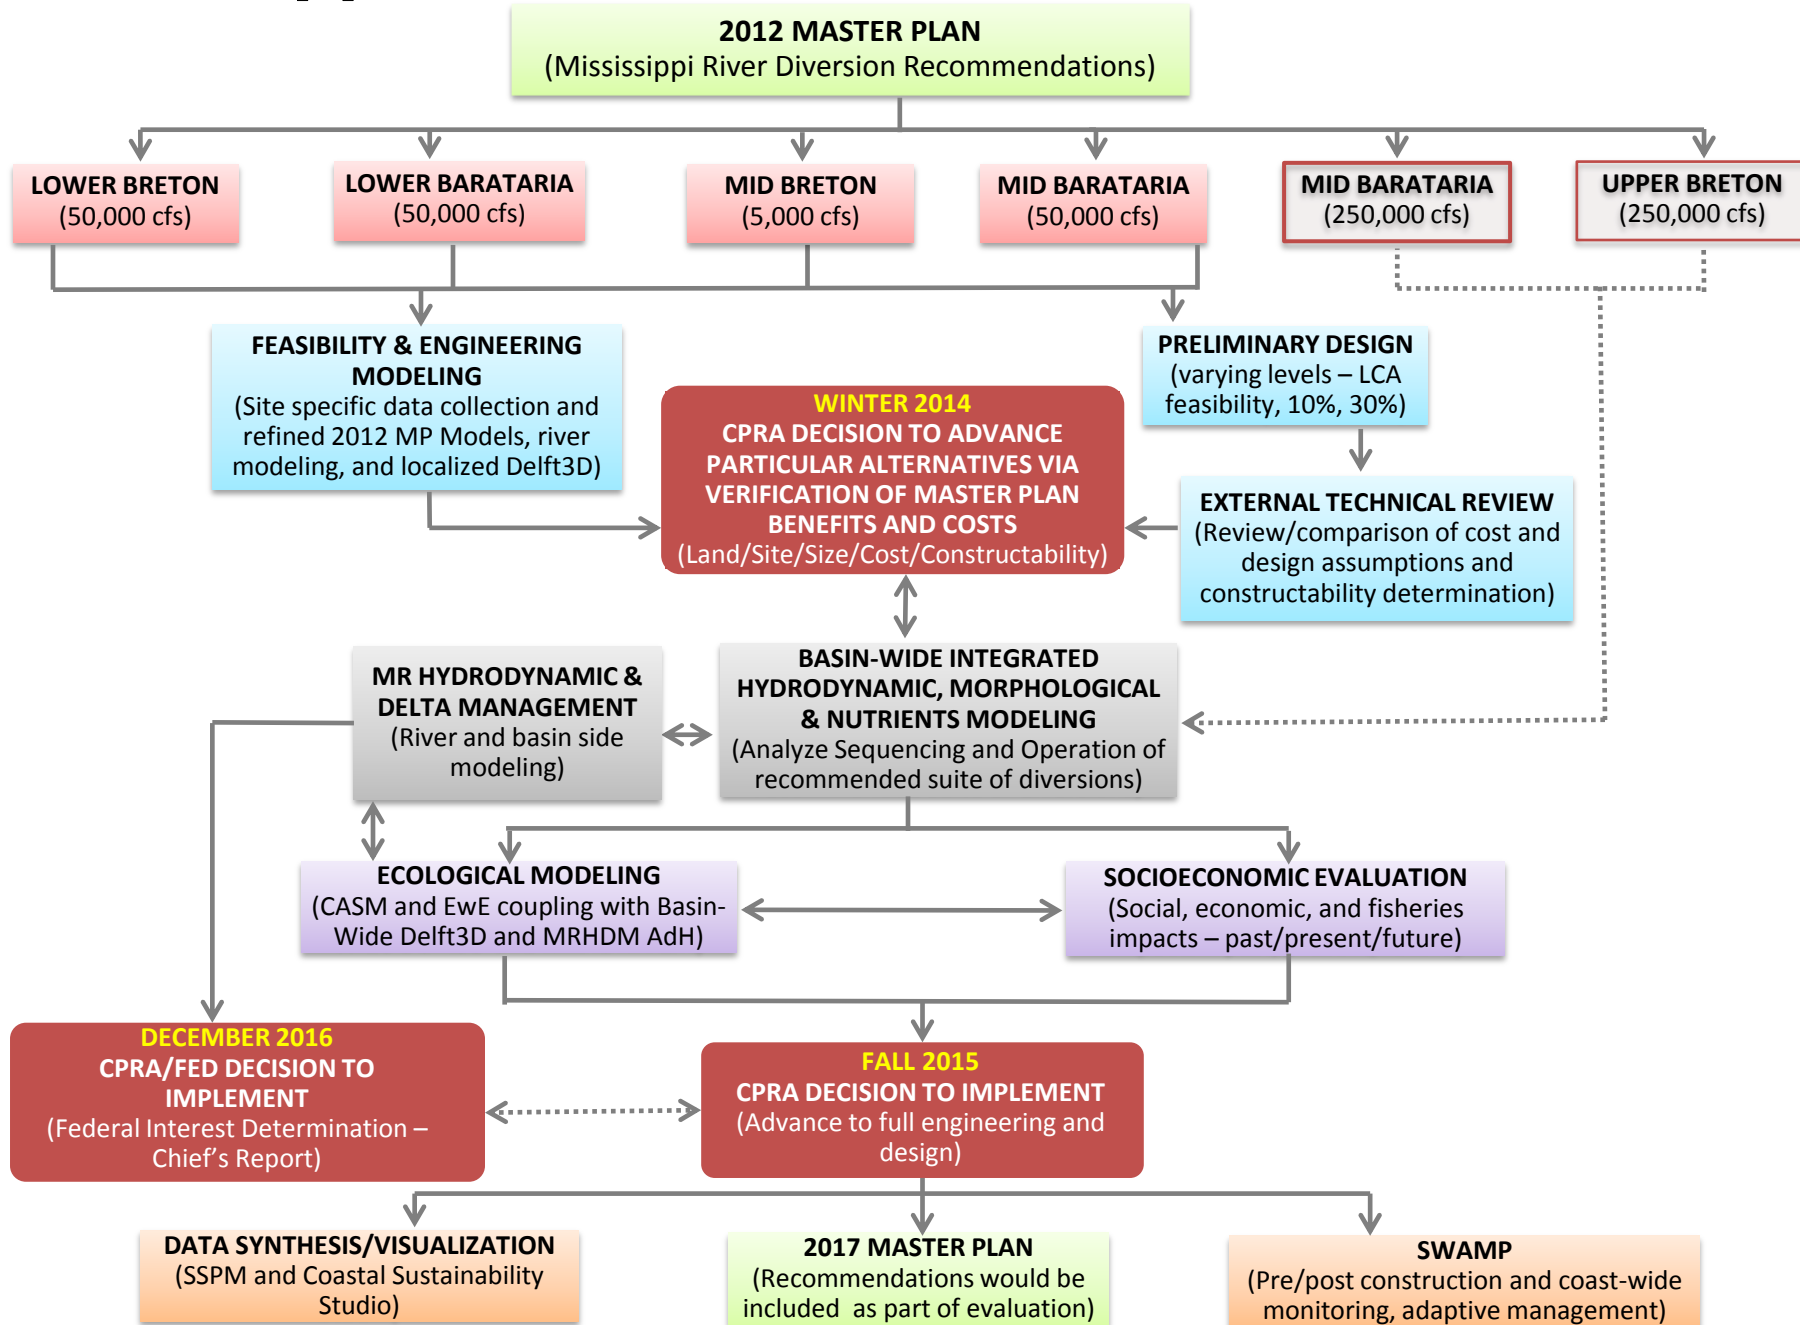 2012 MASTER PLAN
(Mississippi River Diversion Recommendations)
LOWER BRETON
(50,000 cfs)
LOWER BARATARIA
(50,000 cfs)
MID BRETON
(5,000 cfs)
MID BARATARIA
(50,000 cfs)
MID BARATARIA
(250,000 cfs)
UPPER BRETON
(250,000 cfs)
FEASIBILITY & ENGINEERING
MODELING
(Site specific data collection and
refined 2012 MP Models, river
modeling, and localized Delft3D)
PRELIMINARY DESIGN
(varying levels – LCA
feasibility, 10%, 30%)
WINTER 2014
CPRA DECISION TO ADVANCE
PARTICULAR ALTERNATIVES VIA
VERIFICATION OF MASTER PLAN
BENEFITS AND COSTS
(Land/Site/Size/Cost/Constructability)
EXTERNAL TECHNICAL REVIEW
(Review/comparison of cost and
design assumptions and
constructability determination)
MR HYDRODYNAMIC &
DELTA MANAGEMENT
(River and basin side
modeling)
BASIN-WIDE INTEGRATED
HYDRODYNAMIC, MORPHOLOGICAL
& NUTRIENTS MODELING
(Analyze Sequencing and Operation of
recommended suite of diversions)
ECOLOGICAL MODELING
(CASM and EwE coupling with Basin-
Wide Delft3D and MRHDM AdH)
SOCIOECONOMIC EVALUATION
(Social, economic, and fisheries
impacts – past/present/future)
DECEMBER 2016
CPRA/FED DECISION TO
IMPLEMENT
(Federal Interest Determination –
Chief's Report)
FALL 2015
CPRA DECISION TO IMPLEMENT
(Advance to full engineering and
design)
DATA SYNTHESIS/VISUALIZATION
(SSPM and Coastal Sustainability
Studio)
2017 MASTER PLAN
(Recommendations would be
included as part of evaluation)
SWAMP
(Pre/post construction and coast-wide
monitoring, adaptive management)